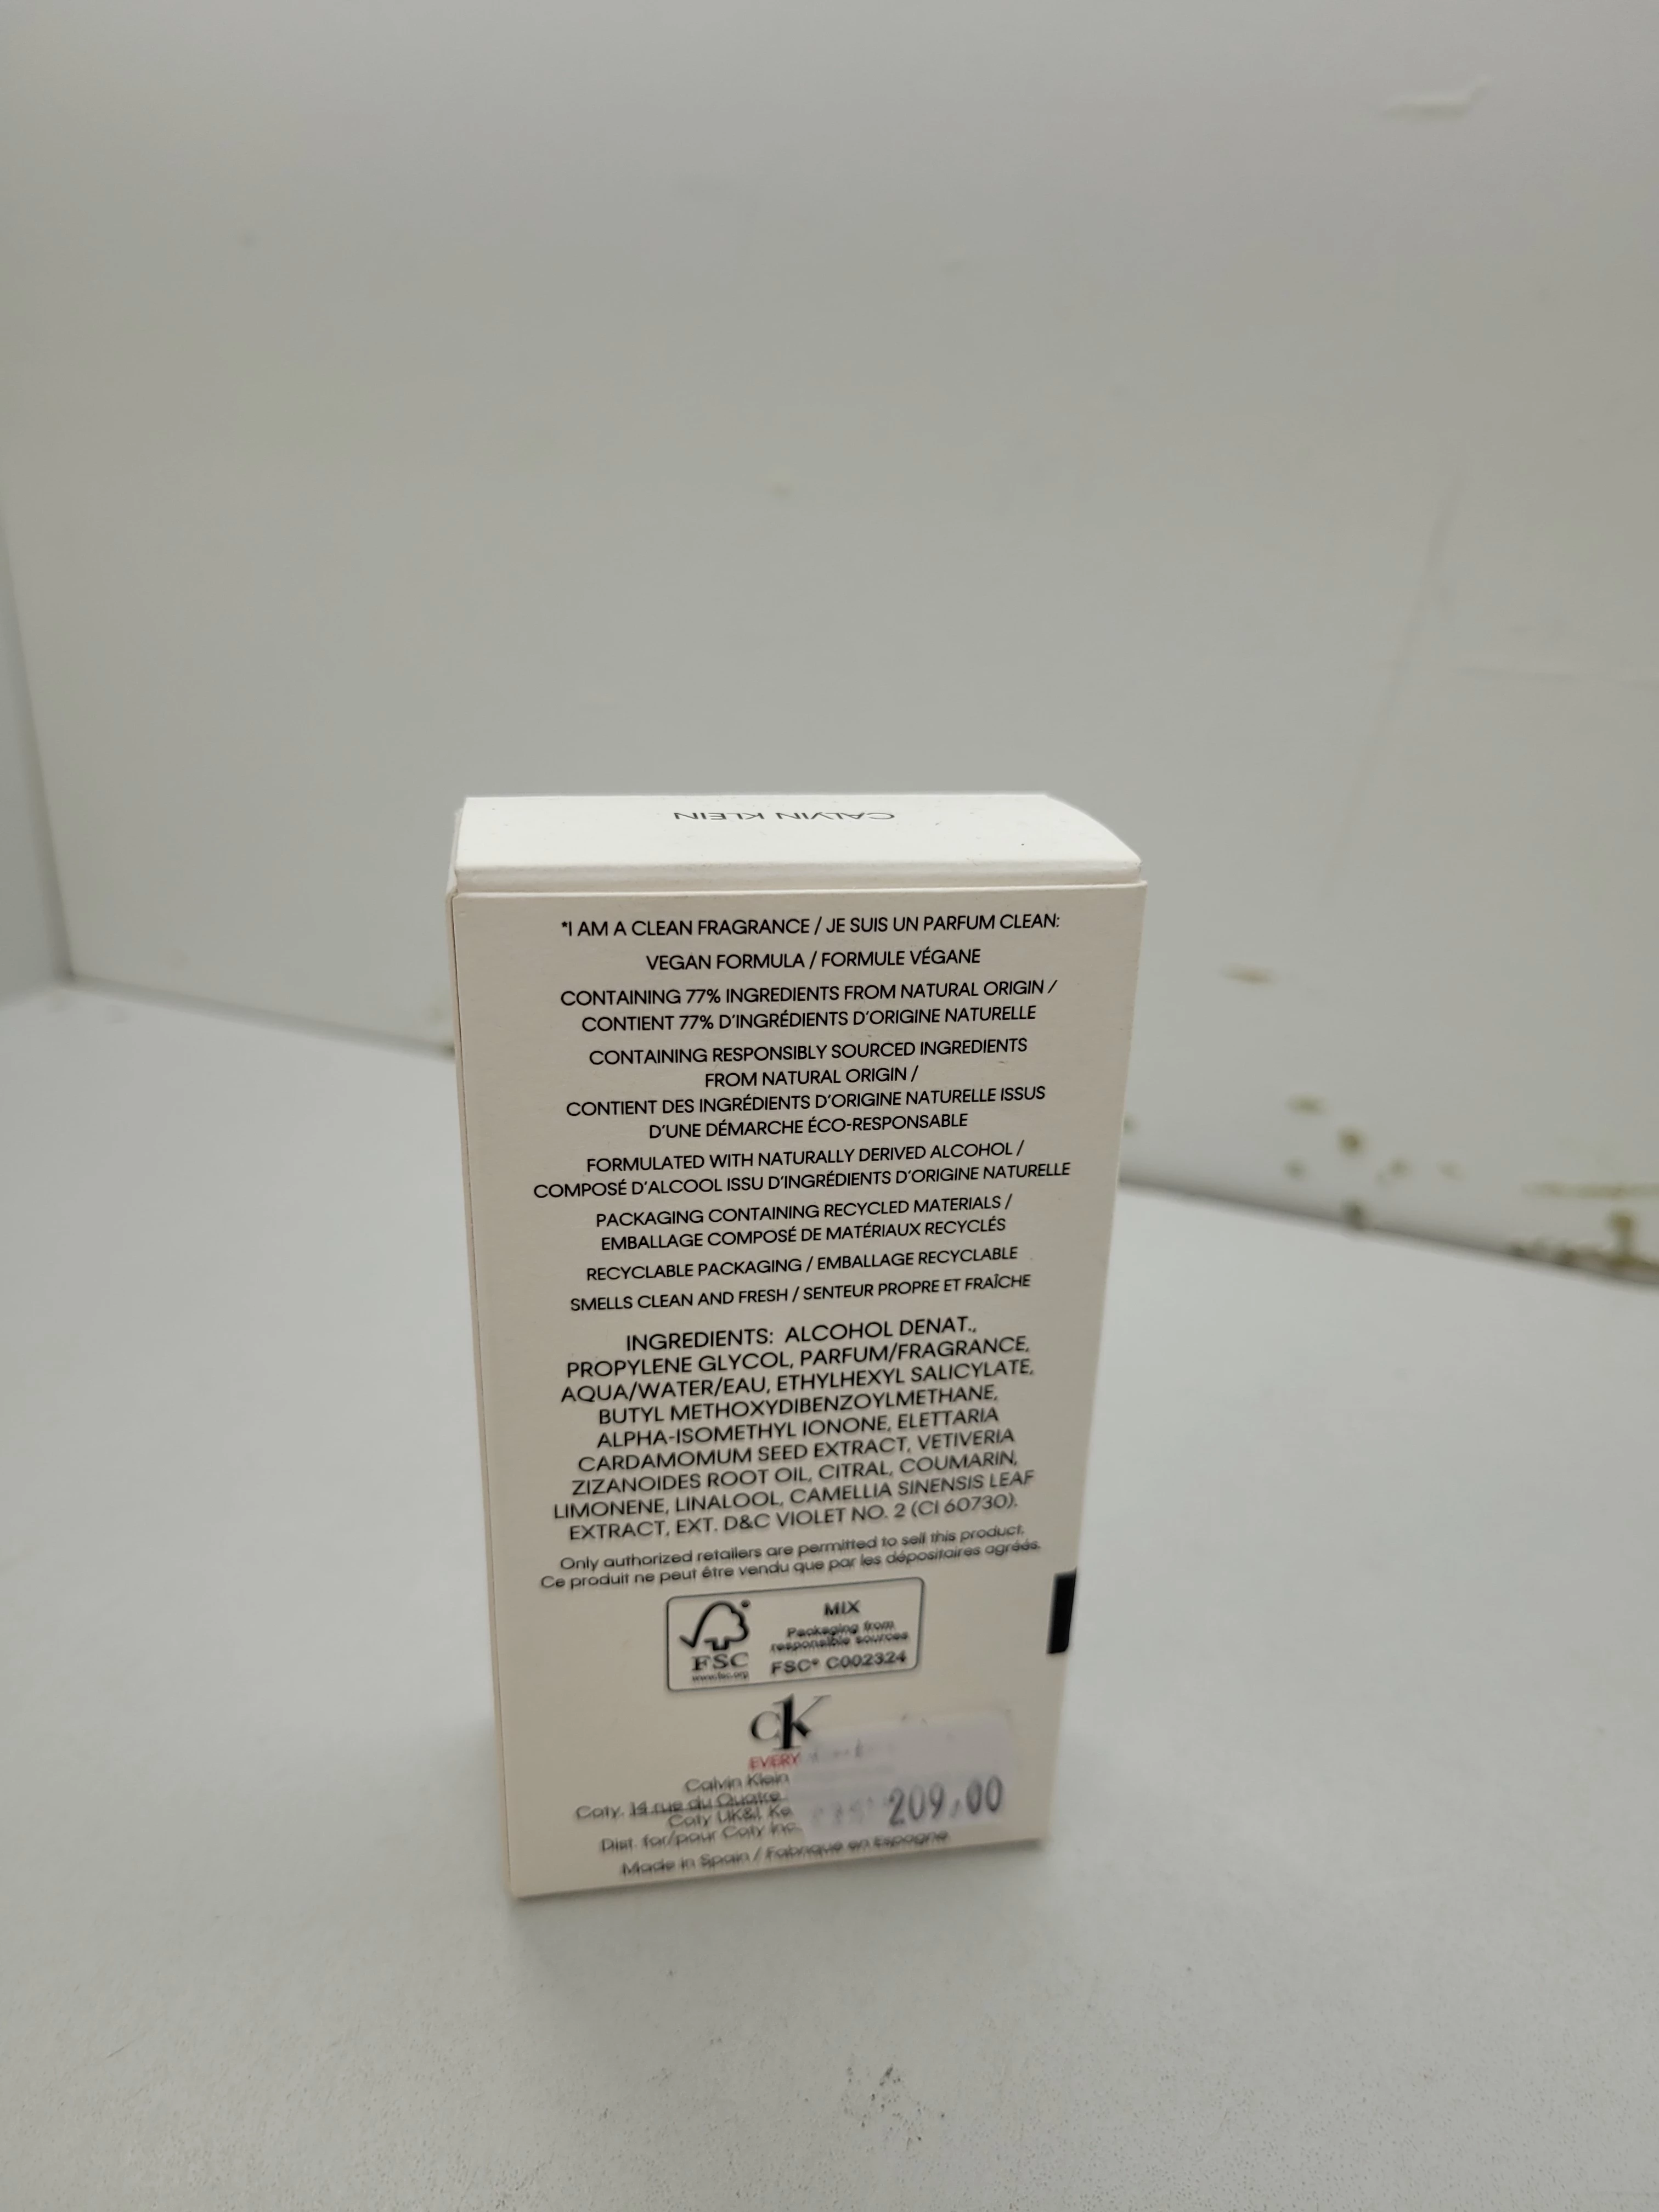 CALVIN KLEIN
*I AM A CLEAN FRAGRANCE / JE SUIS UN PARFUM CLEAN:
VEGAN FORMULA / FORMULE VÉGANE
CONTAINING 77% INGREDIENTS FROM NATURAL ORIGIN /
CONTIENT 77% D'INGRÉDIENTS D'ORIGINE NATURELLE
CONTAINING RESPONSIBLY SOURCED INGREDIENTS
FROM NATURAL ORIGIN /
CONTIENT DES INGRÉDIENTS D'ORIGINE NATURELLE ISSUS
D'UNE DÉMARCHE ÉCO-RESPONSABLE
FORMULATED WITH NATURALLY DERIVED ALCOHOL /
COMPOSÉ D'ALCOOL ISSU D'INGRÉDIENTS D'ORIGINE NATURELLE
PACKAGING CONTAINING RECYCLED MATERIALS /
EMBALLAGE COMPOSÉ DE MATÉRIAUX RECYCLÉS
RECYCLABLE PACKAGING / EMBALLAGE RECYCLABLE
SMELLS CLEAN AND FRESH / SENTEUR PROPRE ET FRAÎCHE
INGREDIENTS: ALCOHOL DENAT.,
PROPYLENE GLYCOL, PARFUM/FRAGRANCE,
AQUA/WATER/EAU, ETHYLHEXYL SALICYLATE,
BUTYL METHOXYDIBENZOYLMETHANE,
ALPHA-ISOMETHYL IONONE, ELETTARIA
CARDAMOMUM SEED EXTRACT, VETIVERIA
ZIZANOIDES ROOT OIL, CITRAL, COUMARIN,
LIMONENE, LINALOOL, CAMELLIA SINENSIS LEAF
EXTRACT, EXT. D&C VIOLET NO. 2 (CI 60730).
Only authorized retailers are permitted to sell this product.
Ce produit ne peut être vendu que par les dépositaires agréés.
FSC
www.fsc.org
MIX
Packaging from
responsible sources
FSC® C002324
cK
EVERY
Calvin Klein
Coty, 14 rue du Quatre
Coty UK&I, Ke
Dist. for/pour Coty Inc.
209,00
Made in Spain / Fabriqué en Espagne